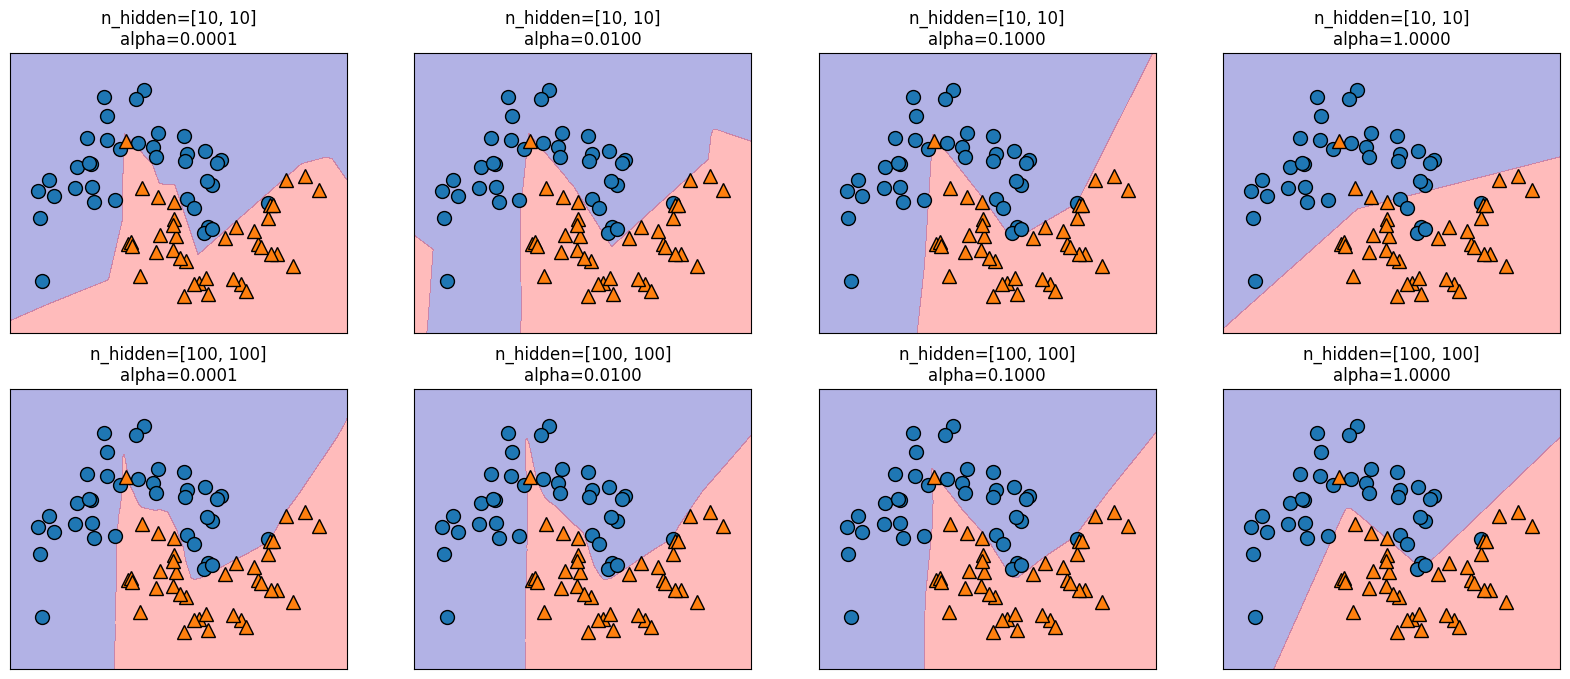 n_hidden=[10, 10]
alpha=0.0001
n_hidden=[10, 10]
alpha=0.0100
n_hidden=[10, 10]
alpha=0.1000
n_hidden=[10, 10]
alpha=1.0000
n_hidden=[100, 100]
alpha=0.0001
n_hidden=[100, 100]
alpha=0.0100
n_hidden=[100, 100]
alpha=0.1000
n_hidden=[100, 100]
alpha=1.0000